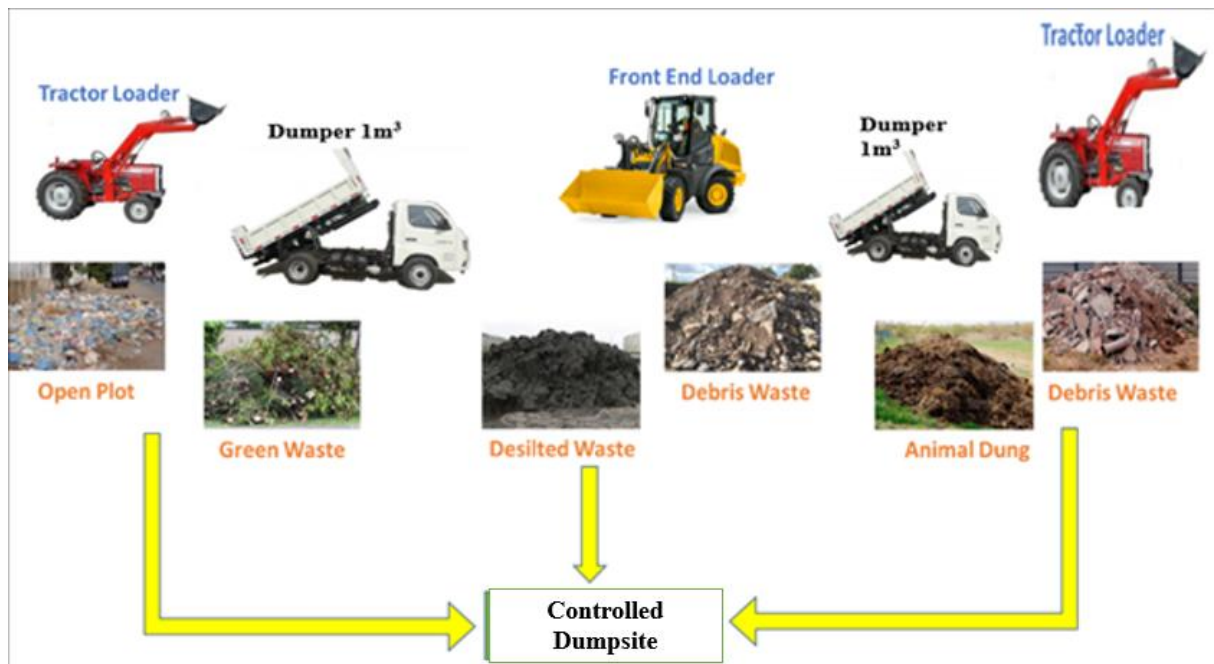 Tractor Loader
Tractor Loader
Front End Loader
Dumper 1m³
Dumper
1m³
Open Plot
Debris Waste
Debris Waste
Green Waste
Desilted Waste
Animal Dung
Controlled
Dumpsite